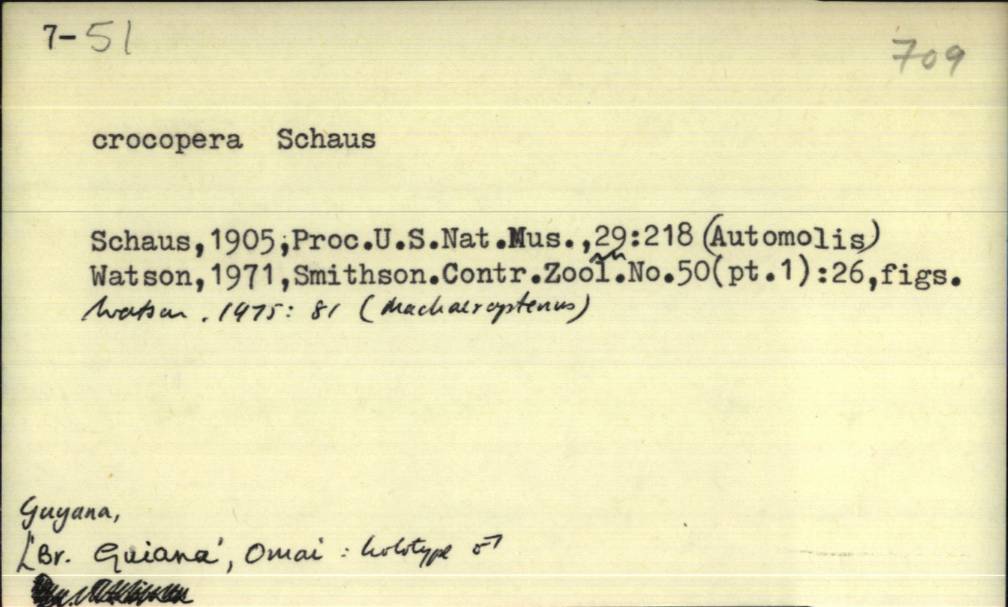 7-51
709
crocopera Schaus
Schaus,1905;Proc.U.S.Nat.Mus.,29:218 (Automolis)
Watson,1971,Smithson.Contr.Zool.No.50(pt.1):26,figs.
Watson, 1975: 81 (Machaeroptenus)
Guyana,
['Br. Guiana', Omai : holotype ♂